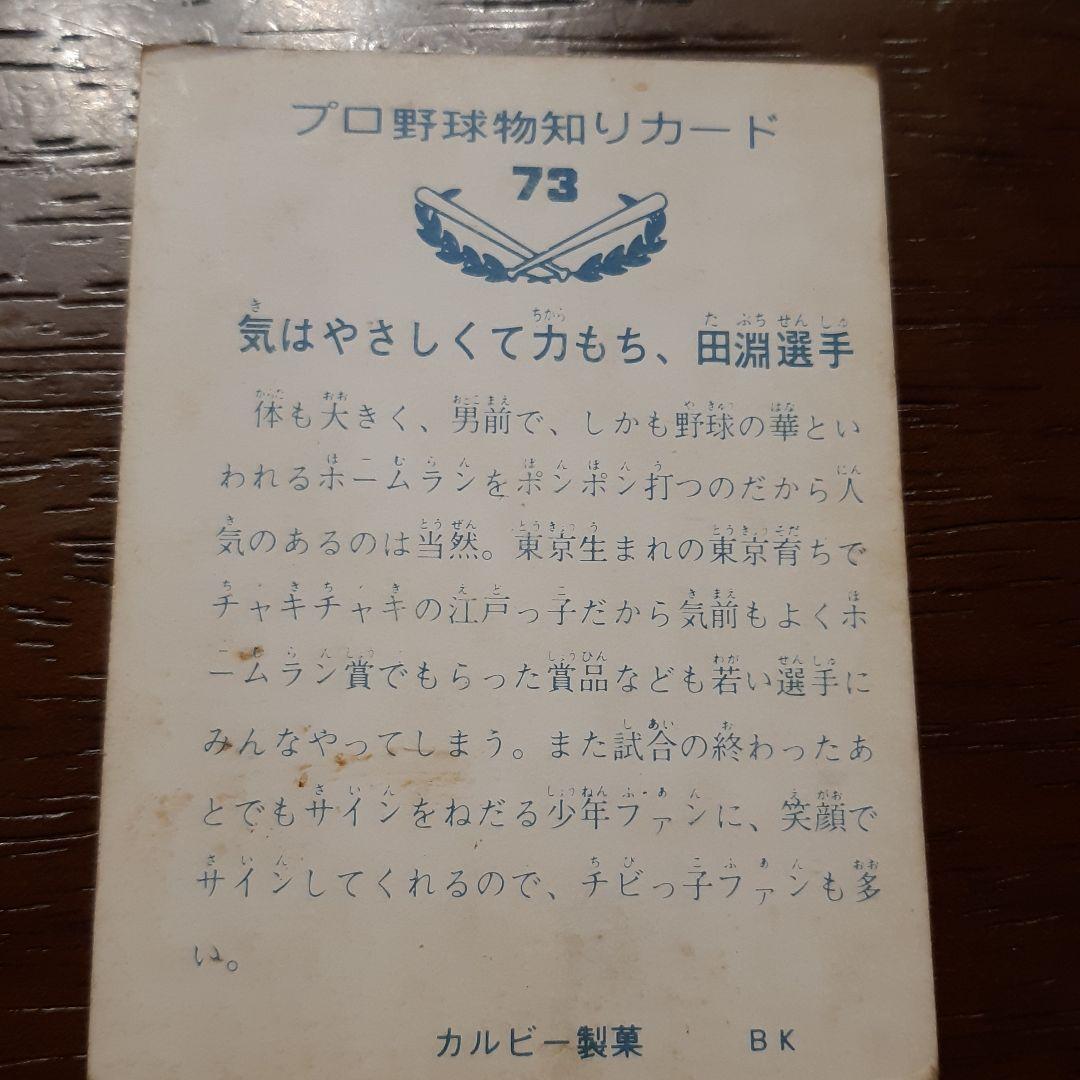 プロ野球物知りカード
73
気はやさしくて力もち、田淵選手
体も大きく、男前で、しかも野球の華とい
われるホームランをポンポン打つのだから人
気のあるのは当然。東京生まれの東京育ちで
チャキチャキの江戸っ子だから気前もよくホ
ームラン賞でもらった賞品なども若い選手に
みんなやってしまう。また試合の終わったあ
とでもサインをねだる少年ファンに、笑顔で
サインしてくれるので、チビっ子ファンも多
い。
カルビー製菓 BK